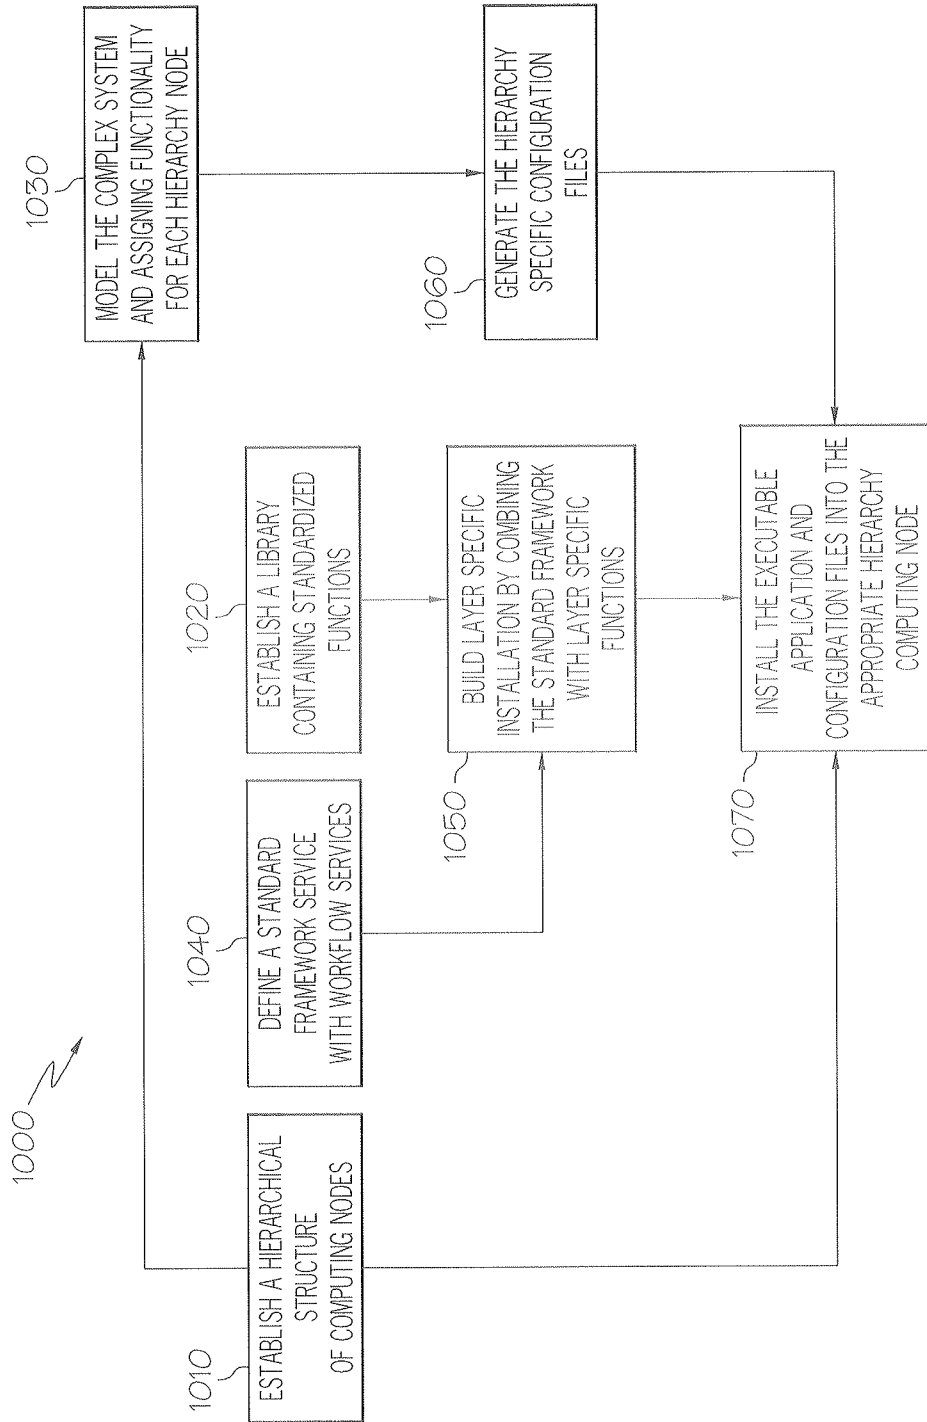 1000
1010
ESTABLISH A HIERARCHICAL
STRUCTURE
OF COMPUTING NODES
1040
DEFINE A STANDARD
FRAMEWORK SERVICE
WITH WORKFLOW SERVICES
1020
ESTABLISH A LIBRARY
CONTAINING STANDARDIZED
FUNCTIONS
1030
MODEL THE COMPLEX SYSTEM
AND ASSIGNING FUNCTIONALITY
FOR EACH HIERARCHY NODE
1050
BUILD LAYER SPECIFIC
INSTALLATION BY COMBINING
THE STANDARD FRAMEWORK
WITH LAYER SPECIFIC
FUNCTIONS
1060
GENERATE THE HIERARCHY
SPECIFIC CONFIGURATION
FILES
1070
INSTALL THE EXECUTABLE
APPLICATION AND
CONFIGURATION FILES INTO THE
APPROPRIATE HIERARCHY
COMPUTING NODE